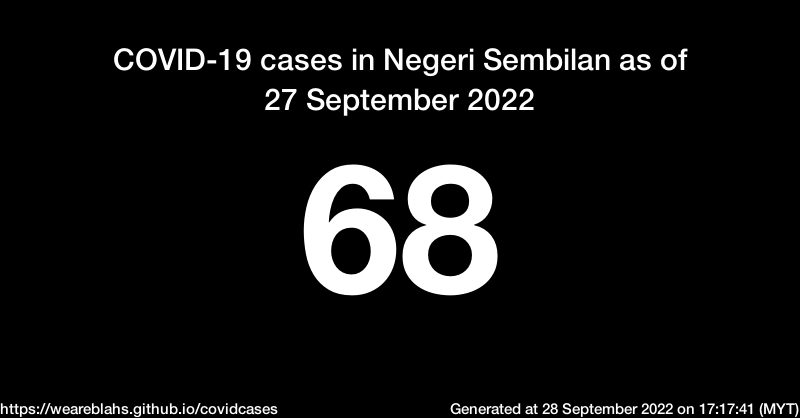 COVID-19 cases in Negeri Sembilan as of
27 September 2022
68
https://weareblahs.github.io/covidcases
Generated at 28 September 2022 on 17:17:41 (MYT)